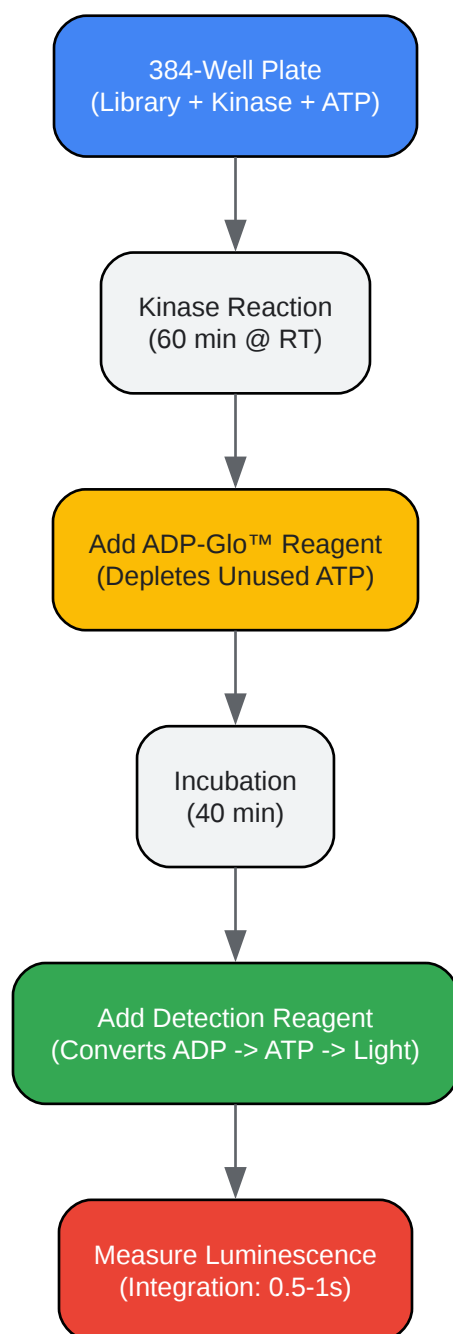 384-Well Plate
(Library + Kinase + ATP)
Kinase Reaction
(60 min @ RT)
Add ADP-Glo™ Reagent
(Depletes Unused ATP)
Incubation
(40 min)
Add Detection Reagent
(Converts ADP -> ATP -> Light)
Measure Luminescence
(Integration: 0.5-1s)